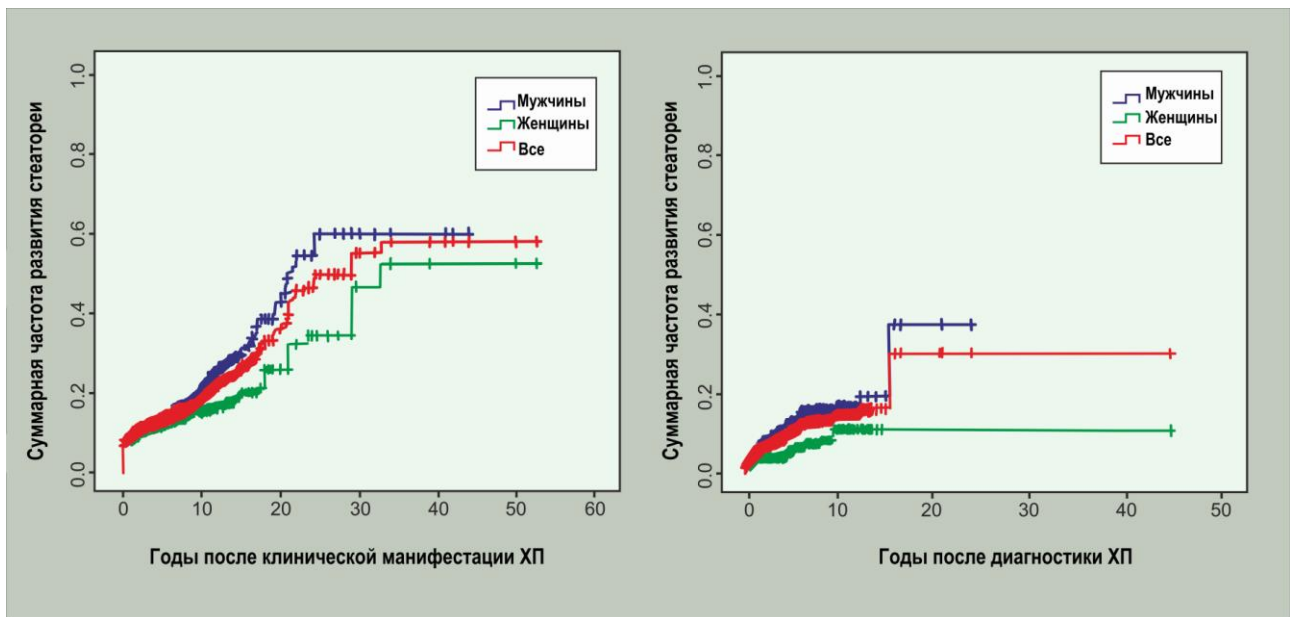 Суммарная частота развития стеатореи
1.0
0.8
0.6
0.4
0.2
0.0
Мужчины
Женщины
Все
0 10 20 30 40 50 60
Годы после клинической манифестации ХП
Суммарная частота развития стеатореи
1.0
0.8
0.6
0.4
0.2
0.0
Мужчины
Женщины
Все
0 10 20 30 40 50
Годы после диагностики ХП